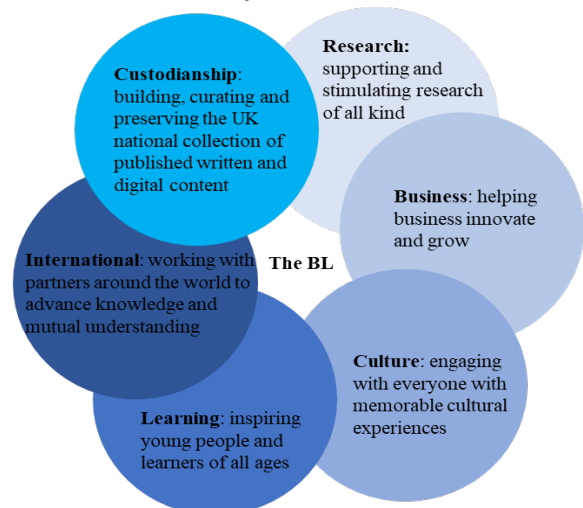 Research:
supporting and
stimulating research
of all kind
Custodianship:
building, curating and
preserving the UK
national collection of
published written and
digital content
Business: helping
business innovate
and grow
International: working with
partners around the world to
advance knowledge and
mutual understanding
The BL
Culture: engaging
with everyone with
memorable cultural
experiences
Learning: inspiring
young people and
learners of all ages